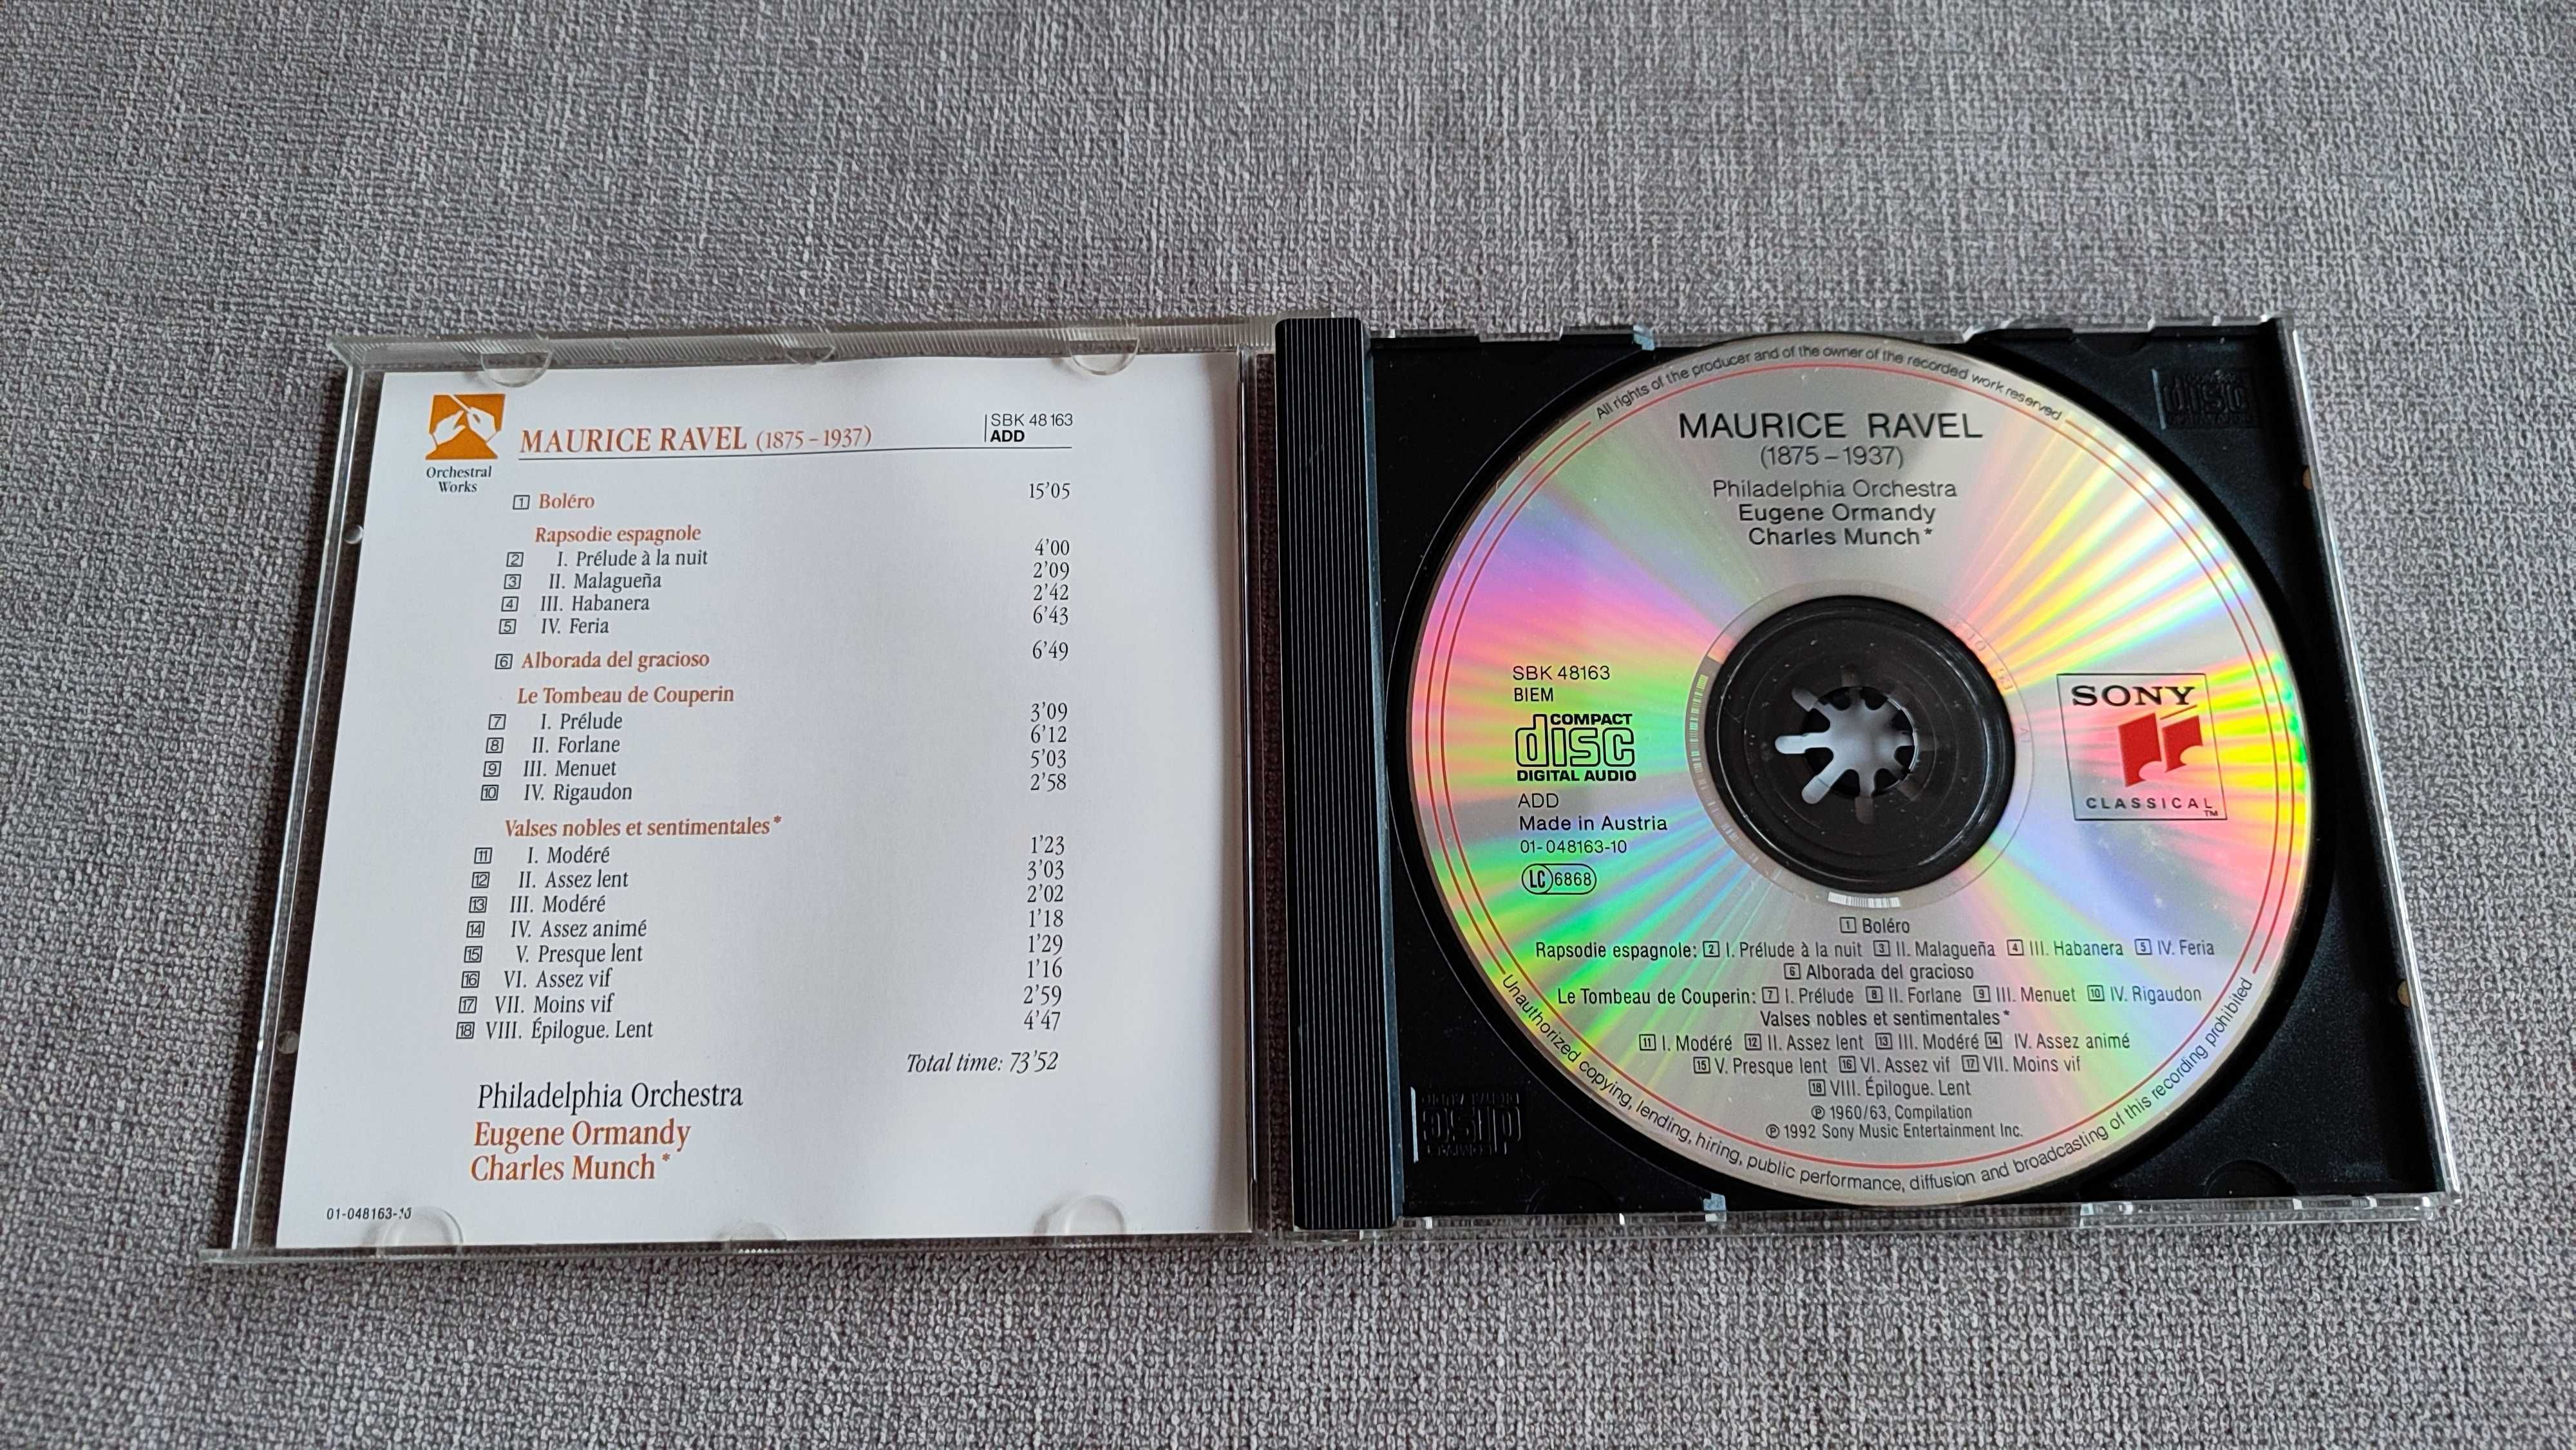 Orchestral
Works
MAURICE RAVEL (1875 – 1937)
SBK 48163
ADD
1 Boléro 15'05
Rapsodie espagnole
2 I. Prélude à la nuit 4'00
3 II. Malagueña 2'09
4 III. Habanera 2'42
5 IV. Feria 6'43
6 Alborada del gracioso 6'49
Le Tombeau de Couperin
7 I. Prélude 3'09
8 II. Forlane 6'12
9 III. Menuet 5'03
10 IV. Rigaudon 2'58
Valses nobles et sentimentales*
11 I. Modéré 1'23
12 II. Assez lent 3'03
13 III. Modéré 2'02
14 IV. Assez animé 1'18
15 V. Presque lent 1'29
16 VI. Assez vif 1'16
17 VII. Moins vif 2'59
18 VIII. Épilogue. Lent 4'47
Total time: 73'52
Philadelphia Orchestra
Eugene Ormandy
Charles Munch*
01-048163-10
All rights of the producer and of the owner of the recorded work reserved
MAURICE RAVEL
(1875 – 1937)
Philadelphia Orchestra
Eugene Ormandy
Charles Munch*
SBK 48163
BIEM
COMPACT
disc
DIGITAL AUDIO
ADD
Made in Austria
01-048163-10
LC 6868
SONY
CLASSICAL
TM
1 Boléro
Rapsodie espagnole: 2 I. Prélude à la nuit 3 II. Malagueña 4 III. Habanera 5 IV. Feria
6 Alborada del gracioso
Le Tombeau de Couperin: 7 I. Prélude 8 II. Forlane 9 III. Menuet 10 IV. Rigaudon
Valses nobles et sentimentales*
11 I. Modéré 12 II. Assez lent 13 III. Modéré 14 IV. Assez animé
15 V. Presque lent 16 VI. Assez vif 17 VII. Moins vif
18 VIII. Épilogue. Lent
℗ 1960/63, Compilation
℗ 1992 Sony Music Entertainment Inc.
Unauthorized copying, lending, hiring, public performance, diffusion and broadcasting of this recording prohibited
disc
disc